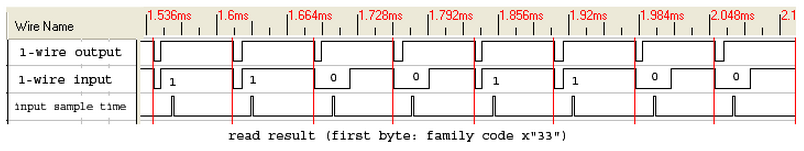 Wire Name 1.536ms 1.6ms 1.664ms 1.728ms 1.792ms 1.856ms 1.92ms 1.984ms 2.048ms 2.1
1-wire output
1-wire input 1 1 0 0 1 1 0 0
input sample time
read result (first byte: family code x"33")